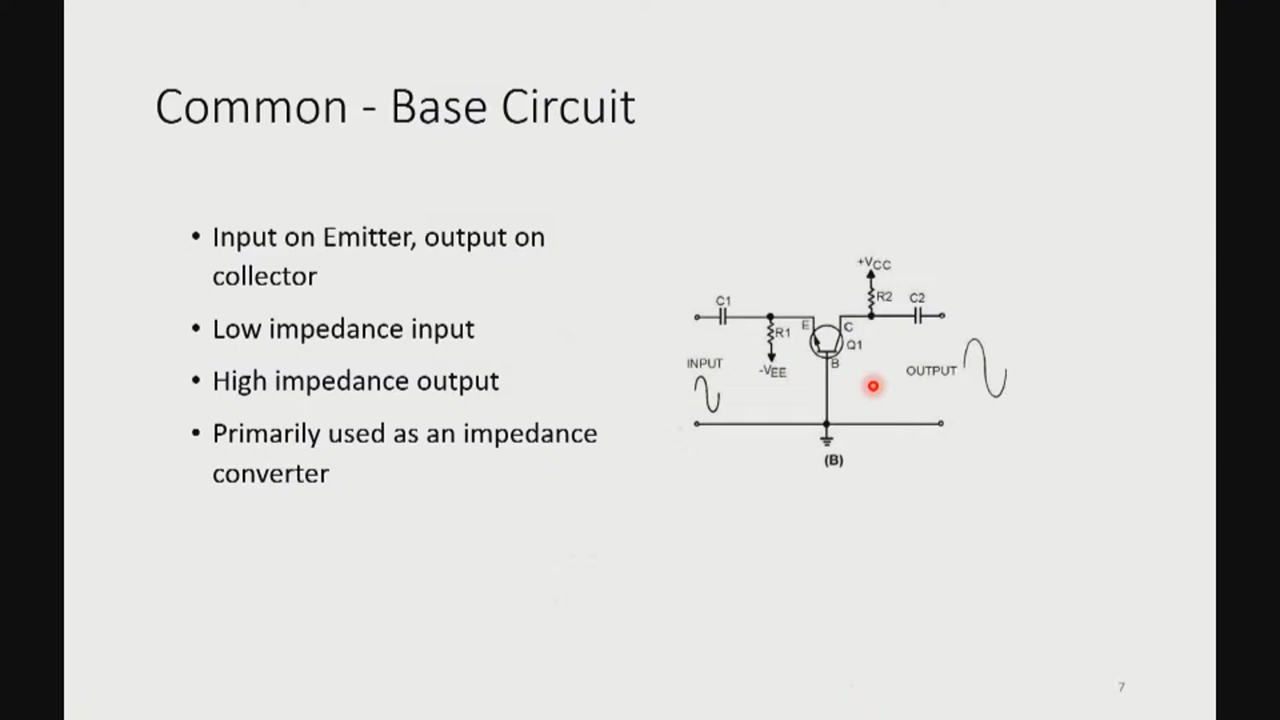 Common - Base Circuit
• Input on Emitter, output on
collector
• Low impedance input
• High impedance output
• Primarily used as an impedance
converter
+VCC
C1
R2
C2
E
C
R1
Q1
B
INPUT
-VEE
OUTPUT
(B)
7